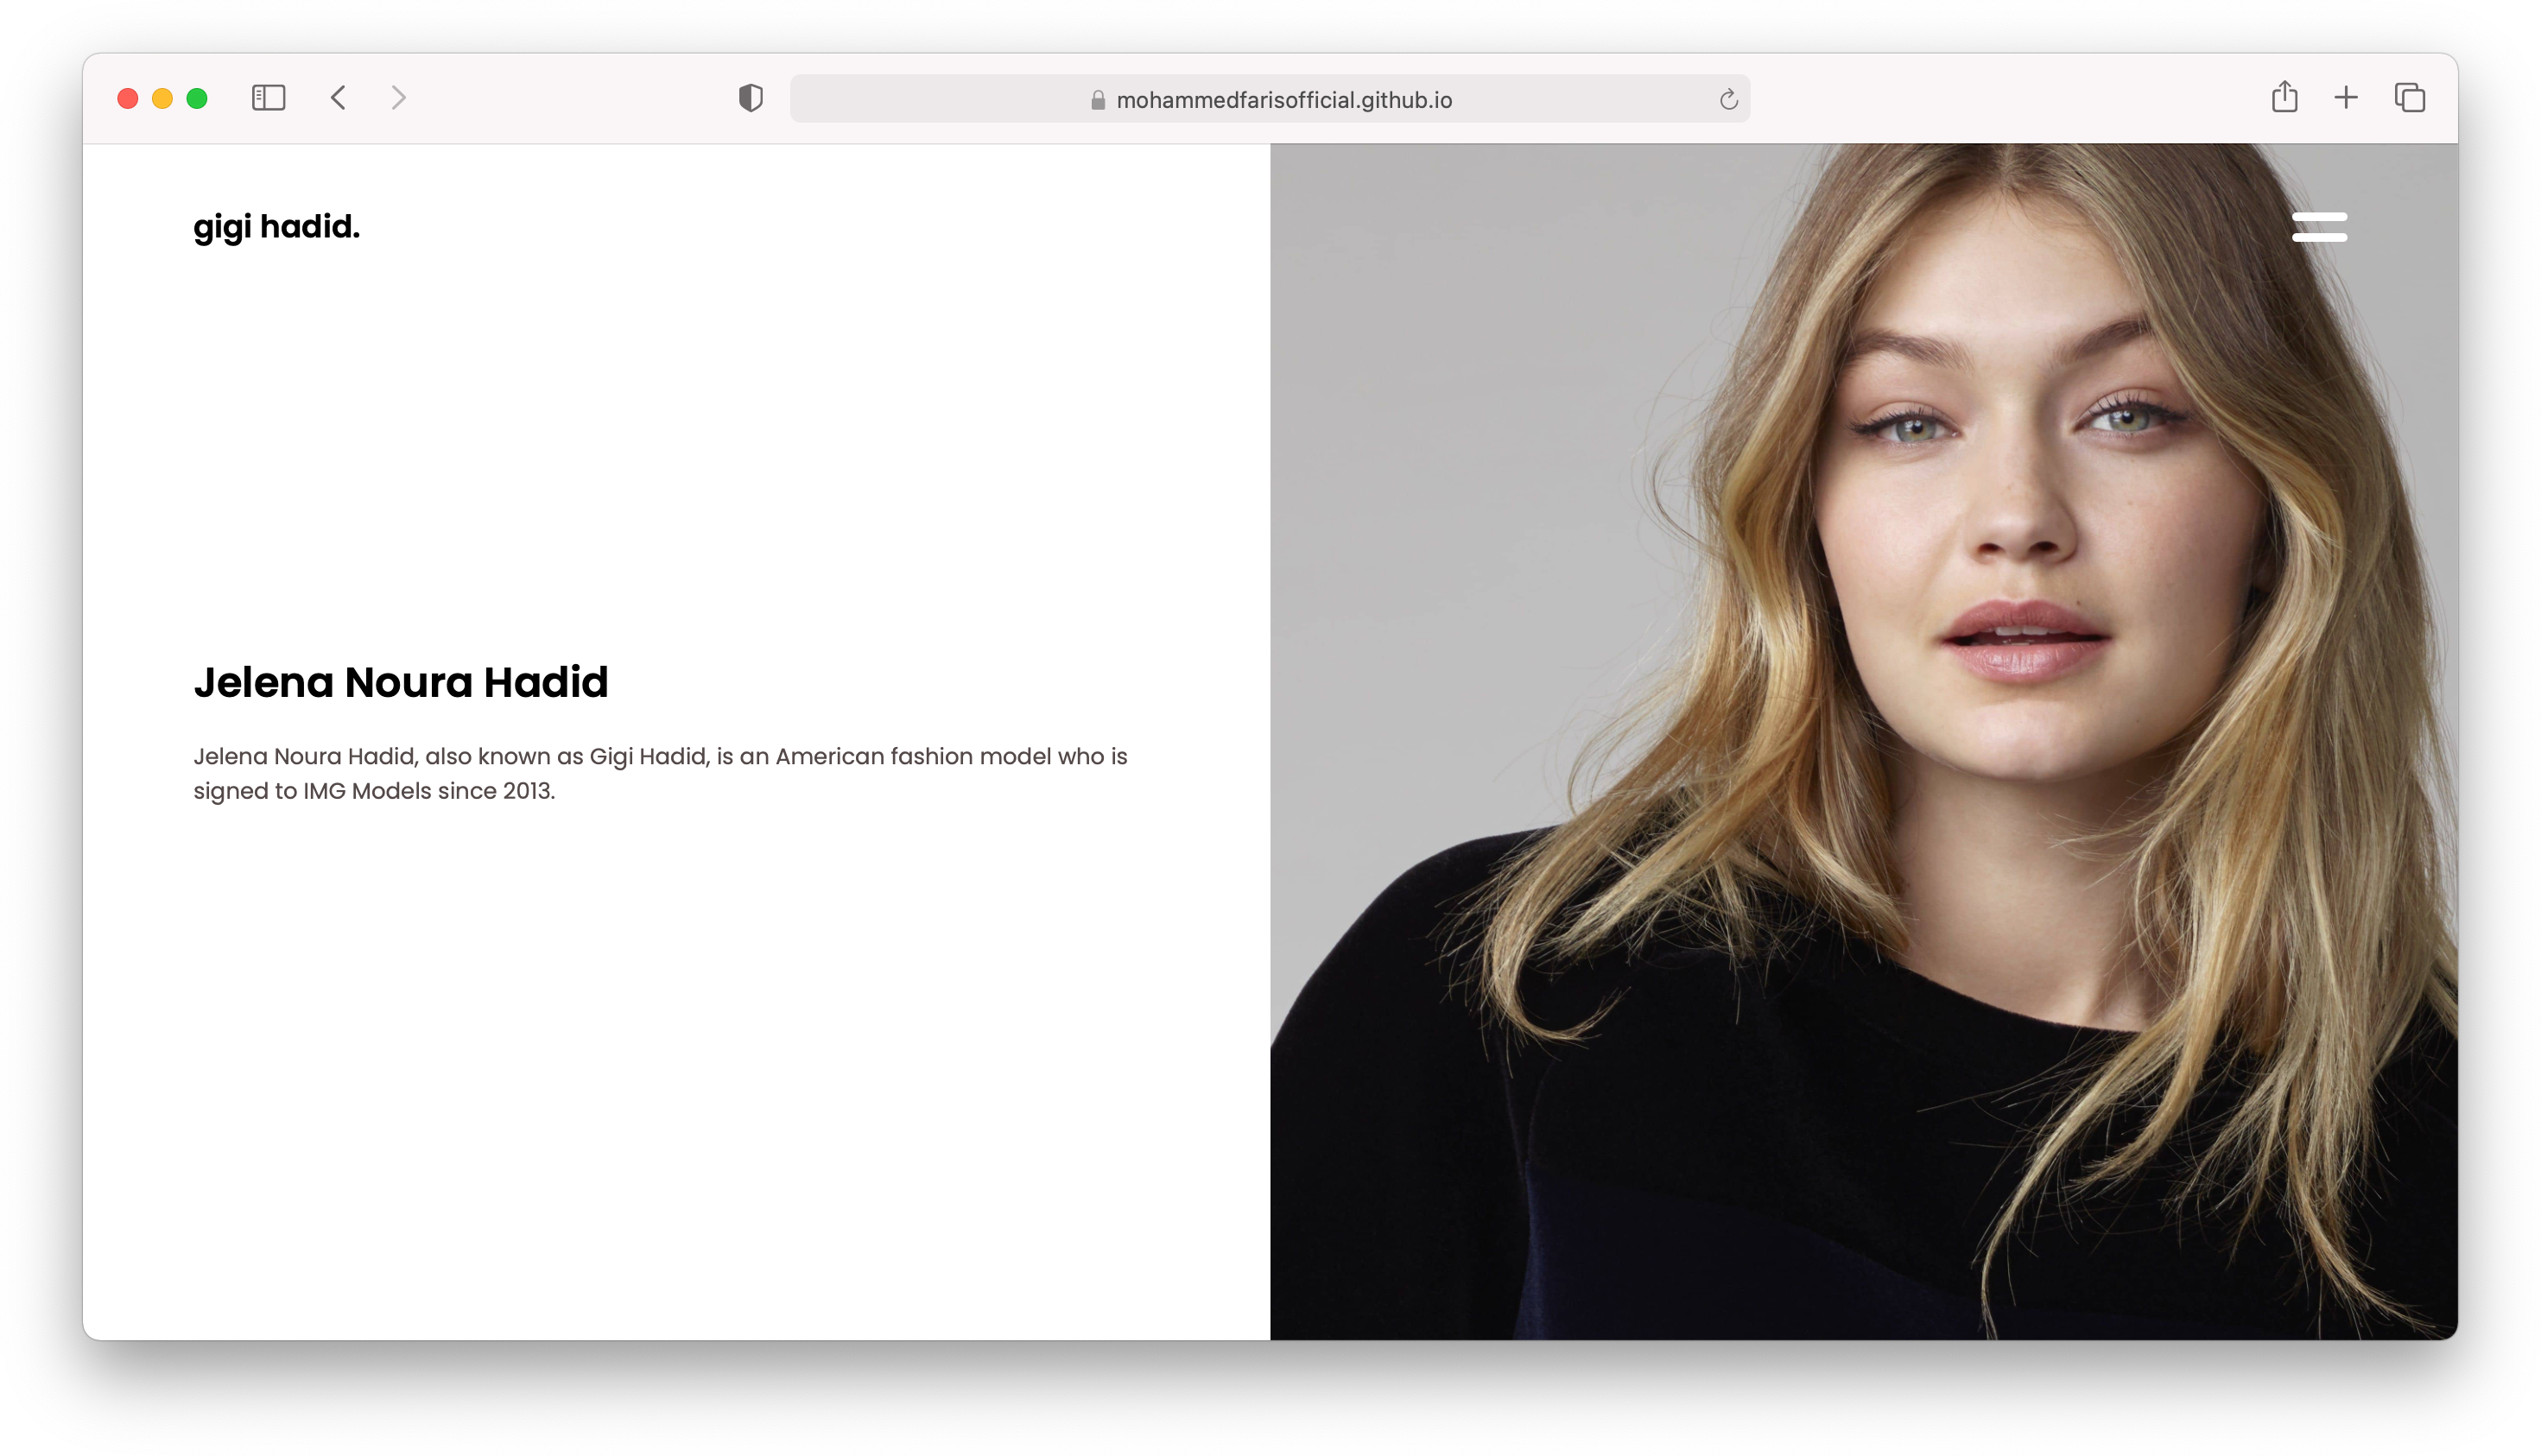 mohammedfarisofficial.github.io
gigi hadid.
Jelena Noura Hadid
Jelena Noura Hadid, also known as Gigi Hadid, is an American fashion model who is
signed to IMG Models since 2013.